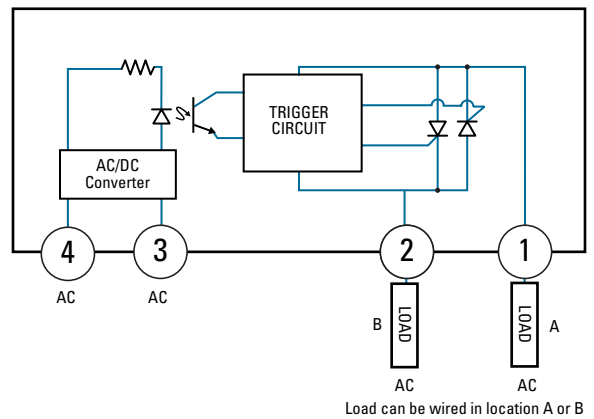 TRIGGER
CIRCUIT
AC/DC
Converter
4
3
2
1
AC
AC
B
LOAD
LOAD
A
AC
AC
Load can be wired in location A or B